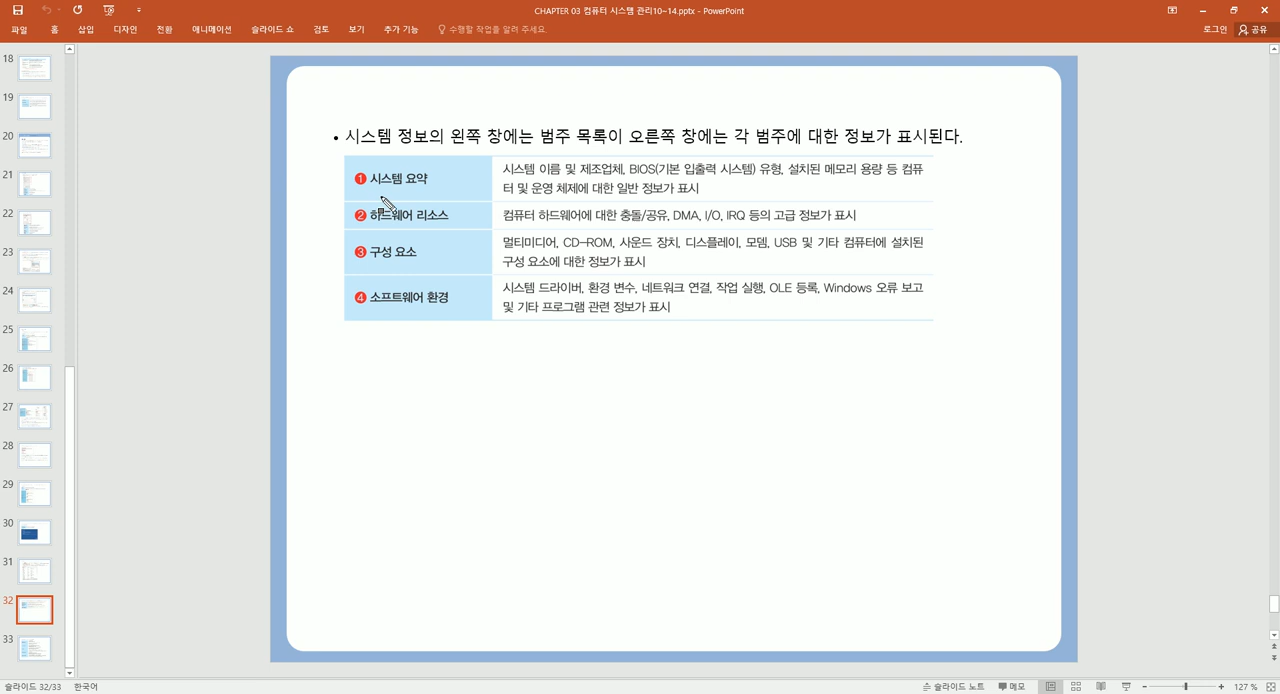 CHAPTER 03 컴퓨터 시스템 관리10~14.pptx - PowerPoint
파일 홈 삽입 디자인 전환 애니메이션 슬라이드 쇼 검토 보기 추가 기능 수행할 작업을 알려 주세요. 로그인 공유
18
19
20
21
22
23
24
25
26
27
28
29
30
31
32
33
• 시스템 정보의 왼쪽 창에는 범주 목록이 오른쪽 창에는 각 범주에 대한 정보가 표시된다.
❶ 시스템 요약
시스템 이름 및 제조업체, BIOS(기본 입출력 시스템) 유형, 설치된 메모리 용량 등 컴퓨
터 및 운영 체제에 대한 일반 정보가 표시
❷ 하드웨어 리소스
컴퓨터 하드웨어에 대한 충돌/공유, DMA, I/O, IRQ 등의 고급 정보가 표시
❸ 구성 요소
멀티미디어, CD-ROM, 사운드 장치, 디스플레이, 모뎀, USB 및 기타 컴퓨터에 설치된
구성 요소에 대한 정보가 표시
❹ 소프트웨어 환경
시스템 드라이버, 환경 변수, 네트워크 연결, 작업 실행, OLE 등록, Windows 오류 보고
및 기타 프로그램 관련 정보가 표시
슬라이드 32/33 한국어 슬라이드 노트 메모 127 %